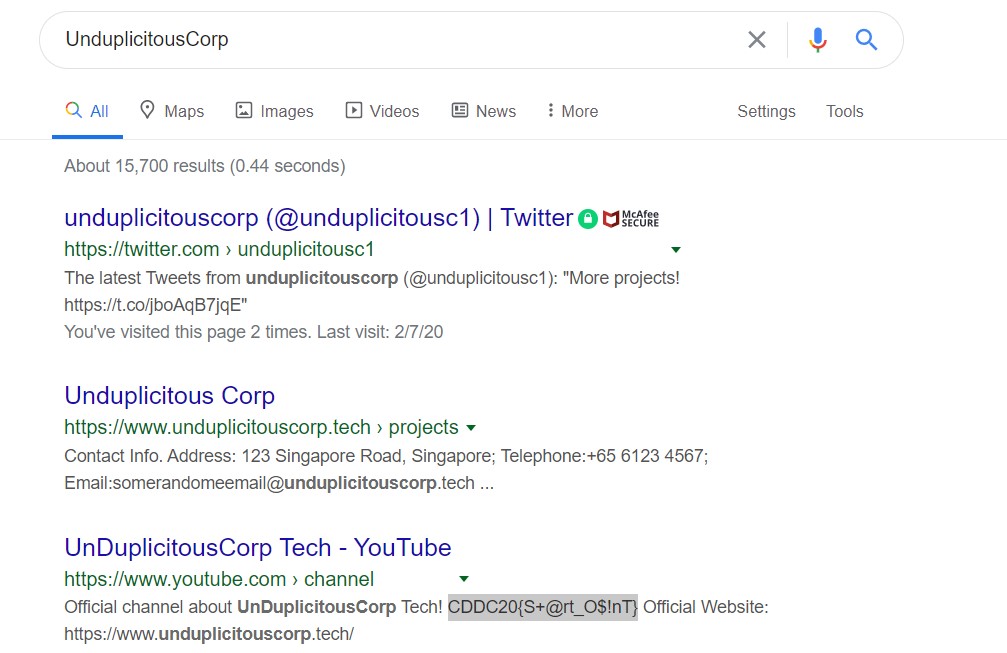 UnduplicitousCorp
All Maps Images Videos News More Settings Tools
About 15,700 results (0.44 seconds)
unduplicitouscorp (@unduplicitousc1) | Twitter McAfee SECURE
https://twitter.com › unduplicitousc1
The latest Tweets from unduplicitouscorp (@unduplicitousc1): "More projects!
https://t.co/jboAqB7jqE"
You've visited this page 2 times. Last visit: 2/7/20
Unduplicitous Corp
https://www.unduplicitouscorp.tech › projects
Contact Info. Address: 123 Singapore Road, Singapore; Telephone:+65 6123 4567;
Email:somerandomeemail@unduplicitouscorp.tech ...
UnDuplicitousCorp Tech - YouTube
https://www.youtube.com › channel
Official channel about UnDuplicitousCorp Tech! CDDC20{S+@rt_O$!nT} Official Website:
https://www.unduplicitouscorp.tech/